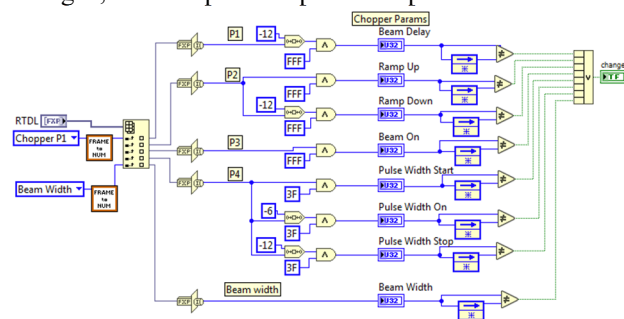 Chopper Params
P1
-12
FFF
Beam Delay
U32
P2
FFF
Ramp Up
U32
-12
FFF
Ramp Down
U32
RTDL
FXP
Chopper P1
FRAME
to
NUM
Beam Width
FRAME
to
NUM
P3
FFF
Beam On
U32
P4
3F
Pulse Width Start
U32
-6
3F
Pulse Width On
U32
-12
3F
Pulse Width Stop
U32
Beam width
Beam Width
U32
change
TF